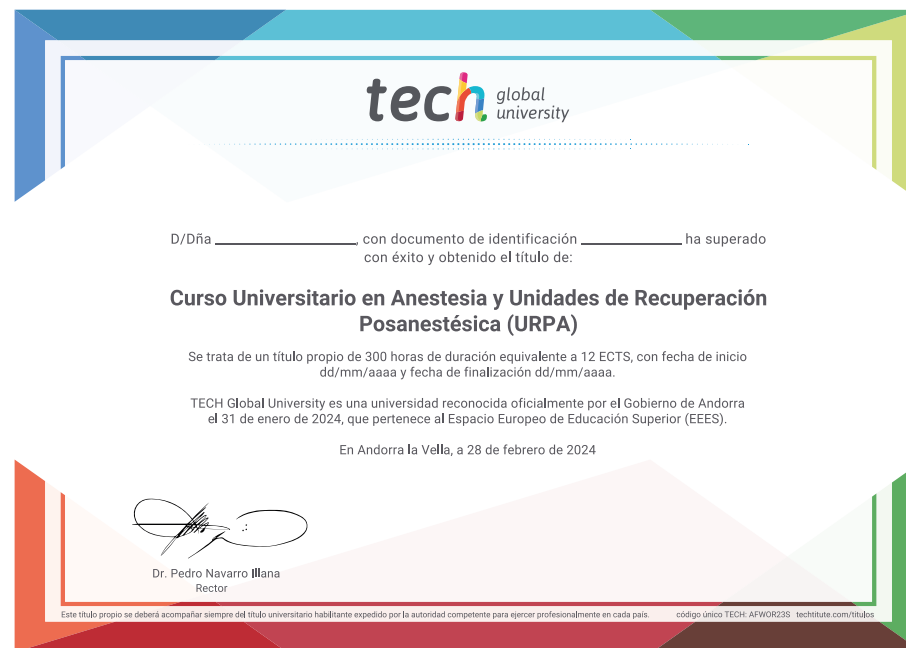 tech global university
D/Dña ______________, con documento de identificación __________ ha superado
con éxito y obtenido el título de:
Curso Universitario en Anestesia y Unidades de Recuperación
Posanestésica (URPA)
Se trata de un título propio de 300 horas de duración equivalente a 12 ECTS, con fecha de inicio
dd/mm/aaaa y fecha de finalización dd/mm/aaaa.
TECH Global University es una universidad reconocida oficialmente por el Gobierno de Andorra
el 31 de enero de 2024, que pertenece al Espacio Europeo de Educación Superior (EEES).
En Andorra la Vella, a 28 de febrero de 2024
Dr. Pedro Navarro Illana
Rector
Este título propio se deberá acompañar siempre del título universitario habilitante expedido por la autoridad competente para ejercer profesionalmente en cada país. código único TECH: AFWOR23S techtitute.com/titulos